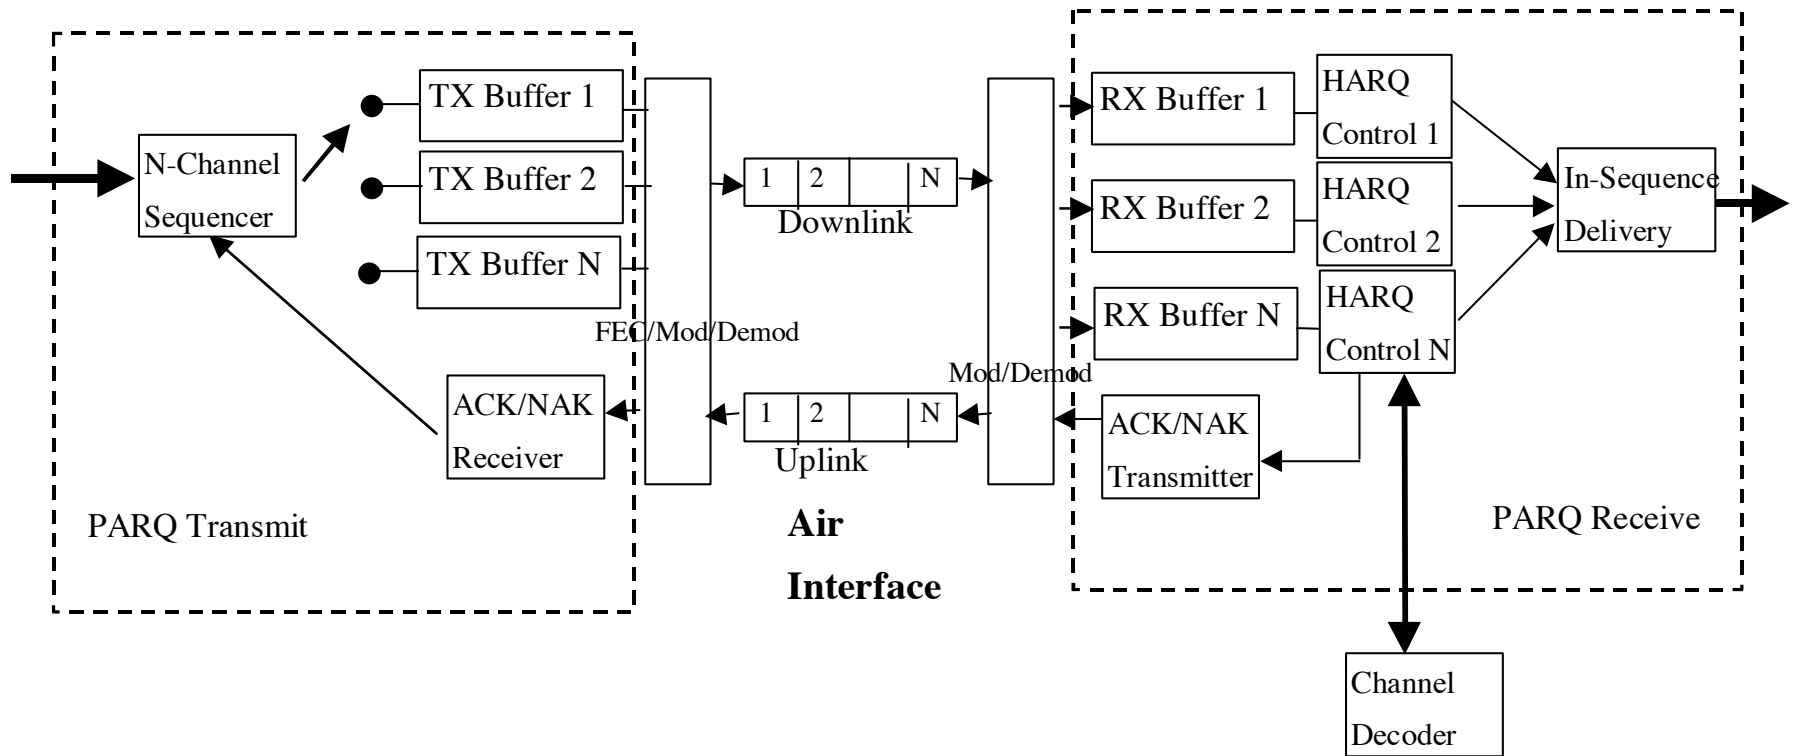 N-Channel
Sequencer
TX Buffer 1
TX Buffer 2
TX Buffer N
FEC/Mod/Demod
ACK/NAK
Receiver
PARQ Transmit
1 2 N
Downlink
1 2 N
Uplink
Air
Interface
Mod/Demod
RX Buffer 1
RX Buffer 2
RX Buffer N
HARQ
Control 1
HARQ
Control 2
HARQ
Control N
In-Sequence
Delivery
ACK/NAK
Transmitter
PARQ Receive
Channel
Decoder